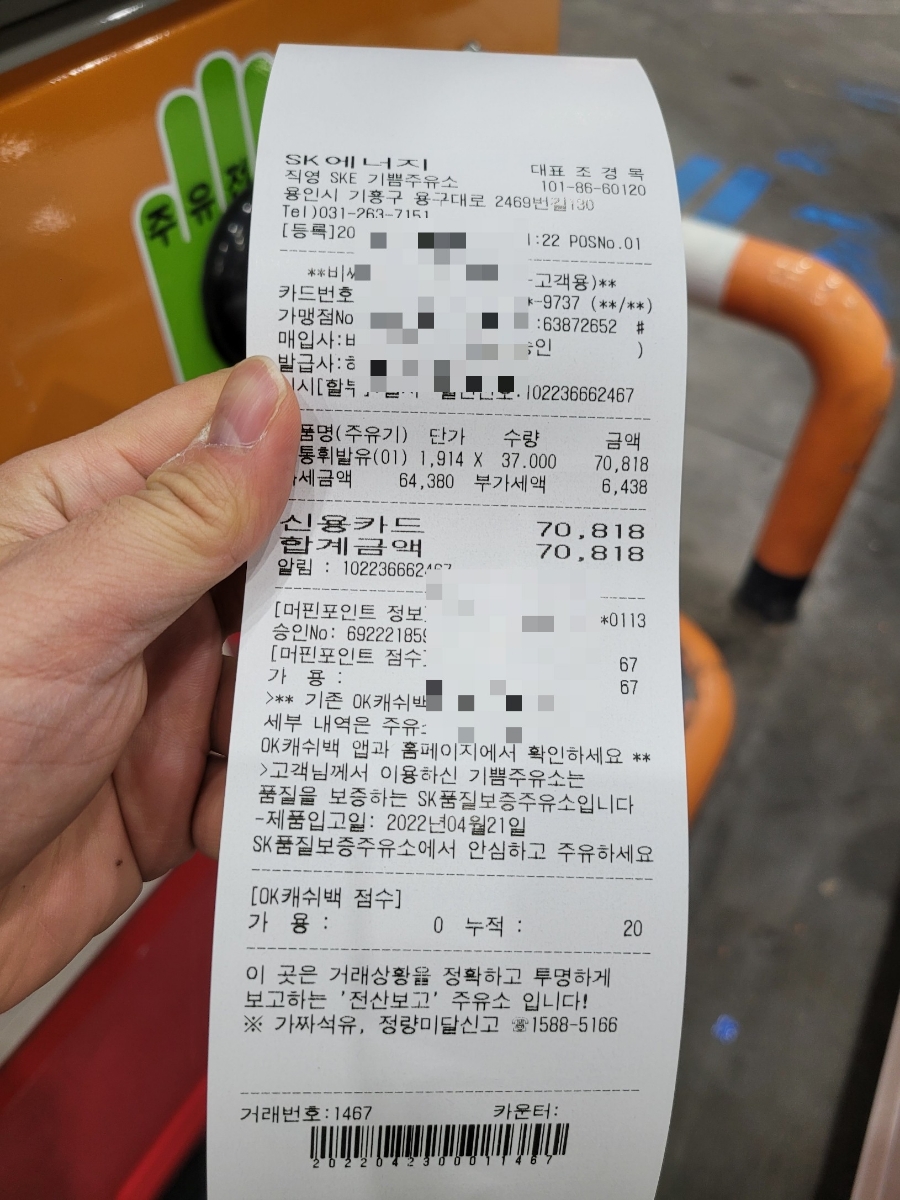 주유전
SK에너지
대표 조 경 목
직영 SKE 기쁨주유소 101-86-60120
용인시 기흥구 용구대로 2469번길130
Tel)031-263-7151
[등록]20 1:22 POSNo.01
**비씨 -고객용)**
카드번호 *-9737 (**/**)
가맹점No :63872652 #
매입사:비 승인 )
발급사:하
시[할부 102236662467
품명(주유기) 단가 수량 금액
통휘발유(01) 1,914 X 37.000 70,818
세금액 64,380 부가세액 6,438
신용카드 70,818
합계금액 70,818
알림 : 102236662467
[머핀포인트 정보 *0113
승인No: 692221859
[머핀포인트 점수 67
가 용 : 67
>** 기존 OK캐쉬백
세부 내역은 주유
OK캐쉬백 앱과 홈페이지에서 확인하세요 **
>고객님께서 이용하신 기쁨주유소는
품질을 보증하는 SK품질보증주유소입니다
-제품입고일: 2022년04월21일
SK품질보증주유소에서 안심하고 주유하세요
[OK캐쉬백 점수]
가 용 : 0 누적 : 20
이 곳은 거래상황을 정확하고 투명하게
보고하는 '전산보고' 주유소 입니다!
※ 가짜석유, 정량미달신고 ☏1588-5166
거래번호:1467 카운터:
2022042300011467